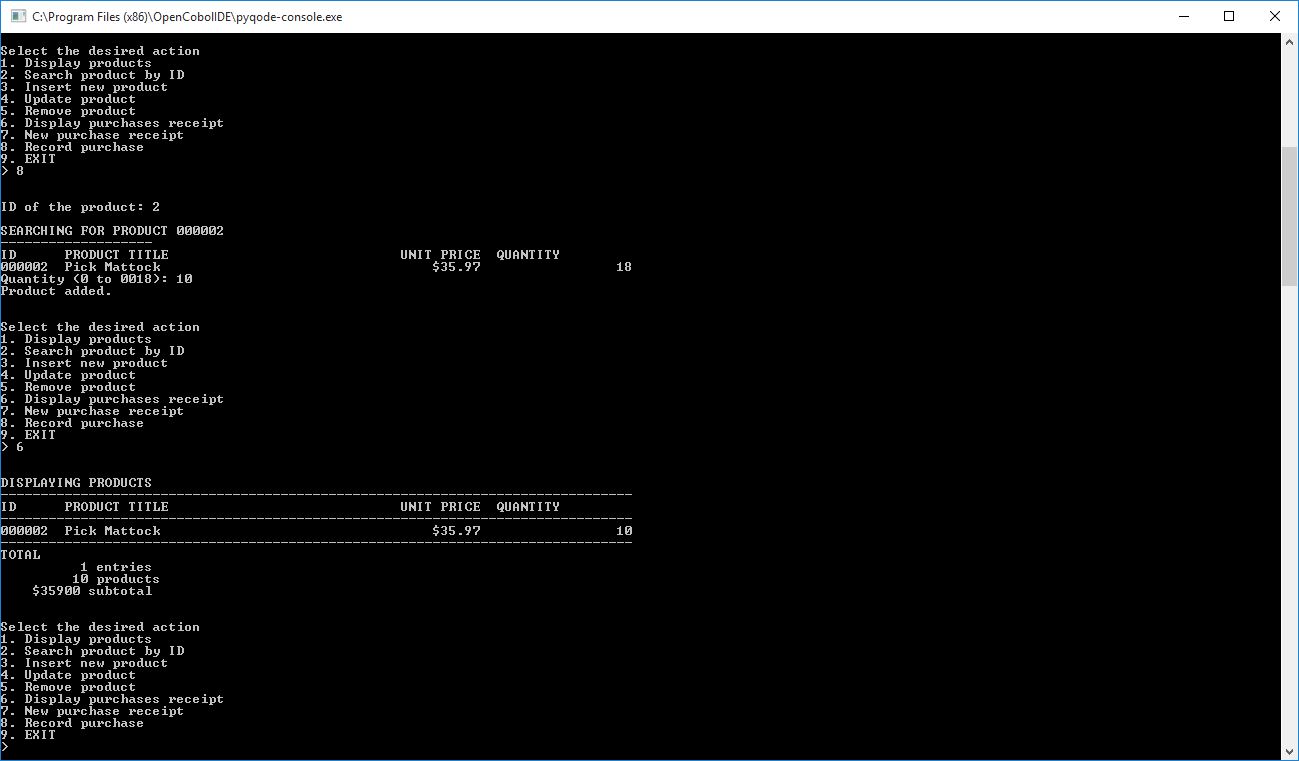 C:\Program Files (x86)\OpenCobolIDE\pyqode-console.exe
Select the desired action
1. Display products
2. Search product by ID
3. Insert new product
4. Update product
5. Remove product
6. Display purchases receipt
7. New purchase receipt
8. Record purchase
9. EXIT
> 8
ID of the product: 2
SEARCHING FOR PRODUCT 000002
-------------------
ID      PRODUCT TITLE                             UNIT PRICE  QUANTITY
000002  Pick Mattock                                  $35.97                 18
Quantity (0 to 0018): 10
Product added.
Select the desired action
1. Display products
2. Search product by ID
3. Insert new product
4. Update product
5. Remove product
6. Display purchases receipt
7. New purchase receipt
8. Record purchase
9. EXIT
> 6
DISPLAYING PRODUCTS
-------------------------------------------------------------------------------
ID      PRODUCT TITLE                             UNIT PRICE  QUANTITY
-------------------------------------------------------------------------------
000002  Pick Mattock                                  $35.97                 10
-------------------------------------------------------------------------------
TOTAL
          1 entries
         10 products
    $35900 subtotal
Select the desired action
1. Display products
2. Search product by ID
3. Insert new product
4. Update product
5. Remove product
6. Display purchases receipt
7. New purchase receipt
8. Record purchase
9. EXIT
>